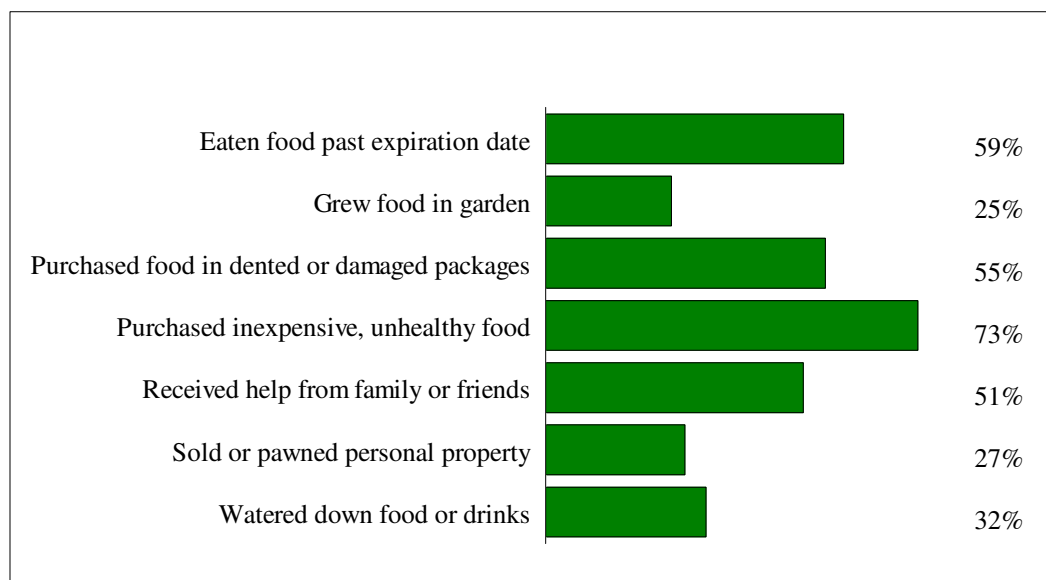 Eaten food past expiration date 59%
Grew food in garden 25%
Purchased food in dented or damaged packages 55%
Purchased inexpensive, unhealthy food 73%
Received help from family or friends 51%
Sold or pawned personal property 27%
Watered down food or drinks 32%